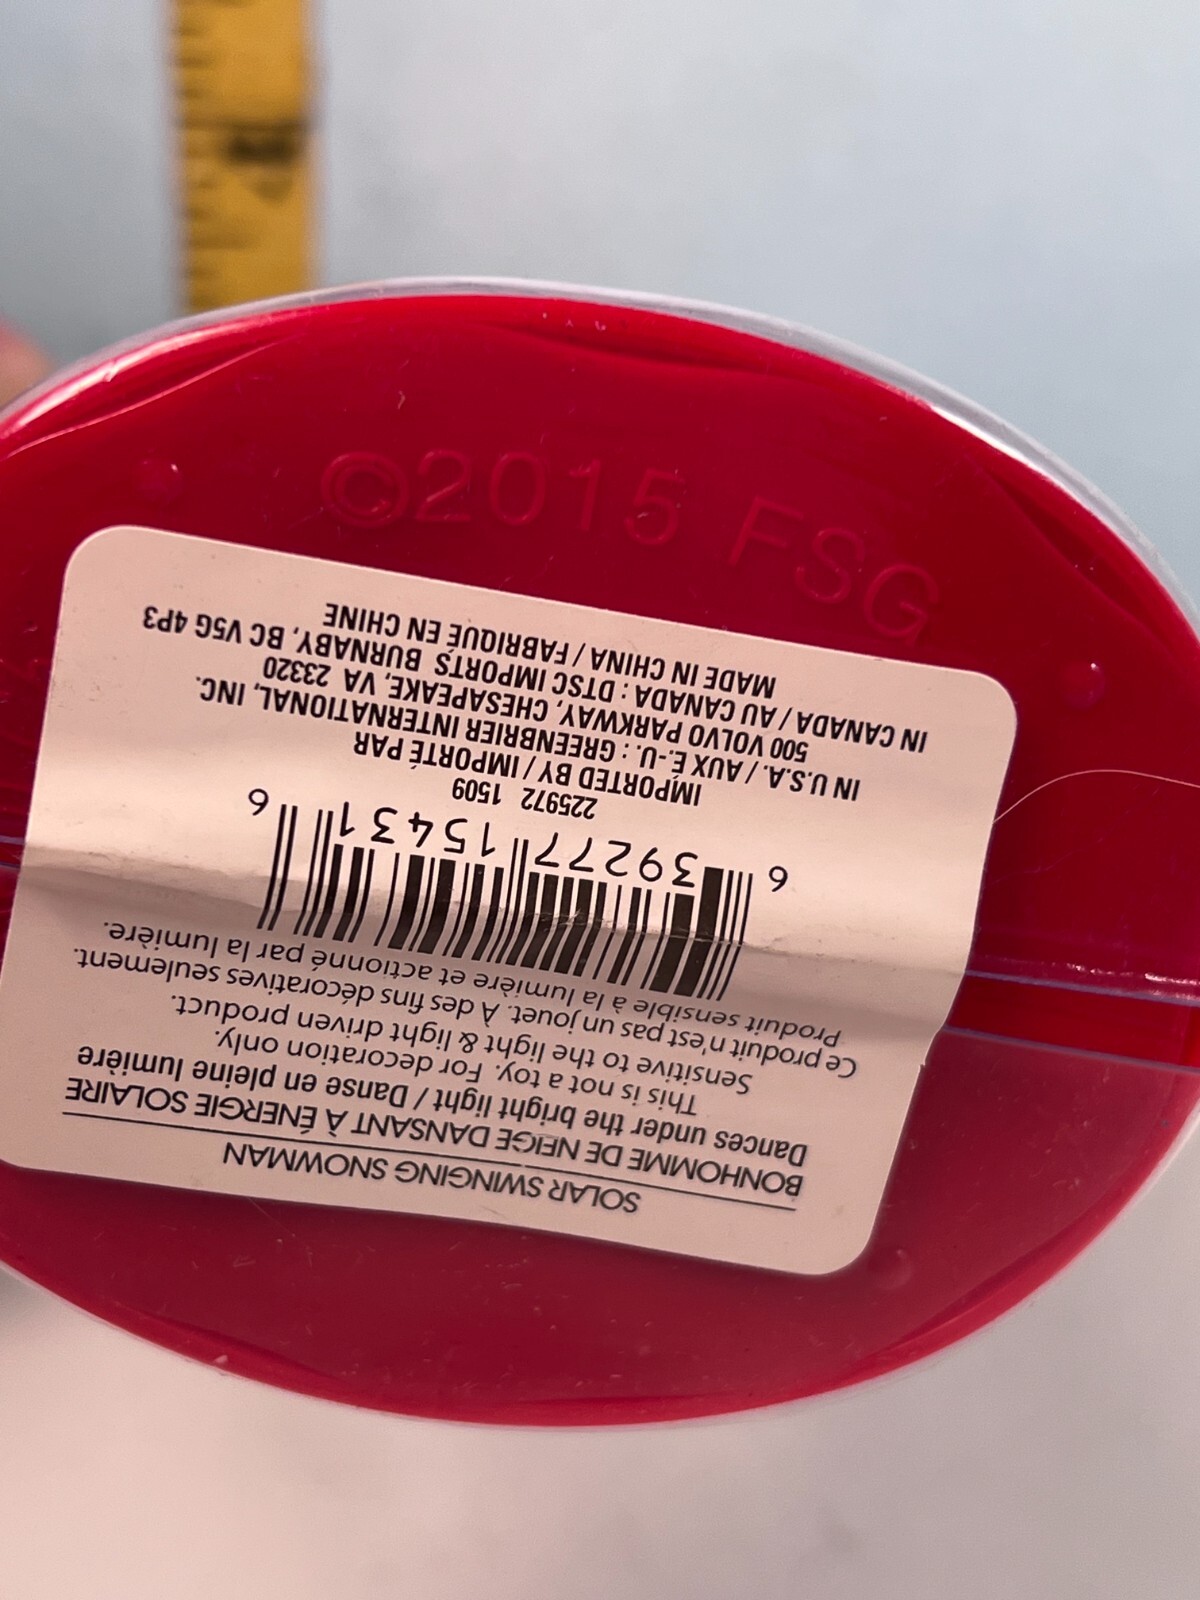 ©2015 FSG
SOLAR SWINGING SNOWMAN
BONHOMME DE NEIGE DANSANT À ÉNERGIE SOLAIRE
Dances under the bright light / Danse en pleine lumière
This is not a toy. For decoration only.
Sensitive to the light & light driven product.
Ce produit n'est pas un jouet. À des fins décoratives seulement.
Produit sensible à la lumière et actionné par la lumière.
6 39277 15431 6
225972 1509
IMPORTED BY / IMPORTÉ PAR
IN U.S.A. / AUX É.-U. : GREENBRIER INTERNATIONAL, INC.
500 VOLVO PARKWAY, CHESAPEAKE, VA 23320
IN CANADA / AU CANADA : DTSC IMPORTS BURNABY, BC V5G 4P3
MADE IN CHINA / FABRIQUÉ EN CHINE